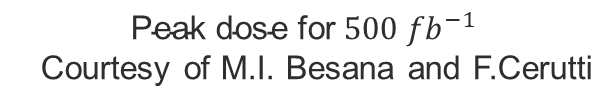 Peak dose for 500 fb⁻¹
Courtesy of M.I. Besana and F.Cerutti